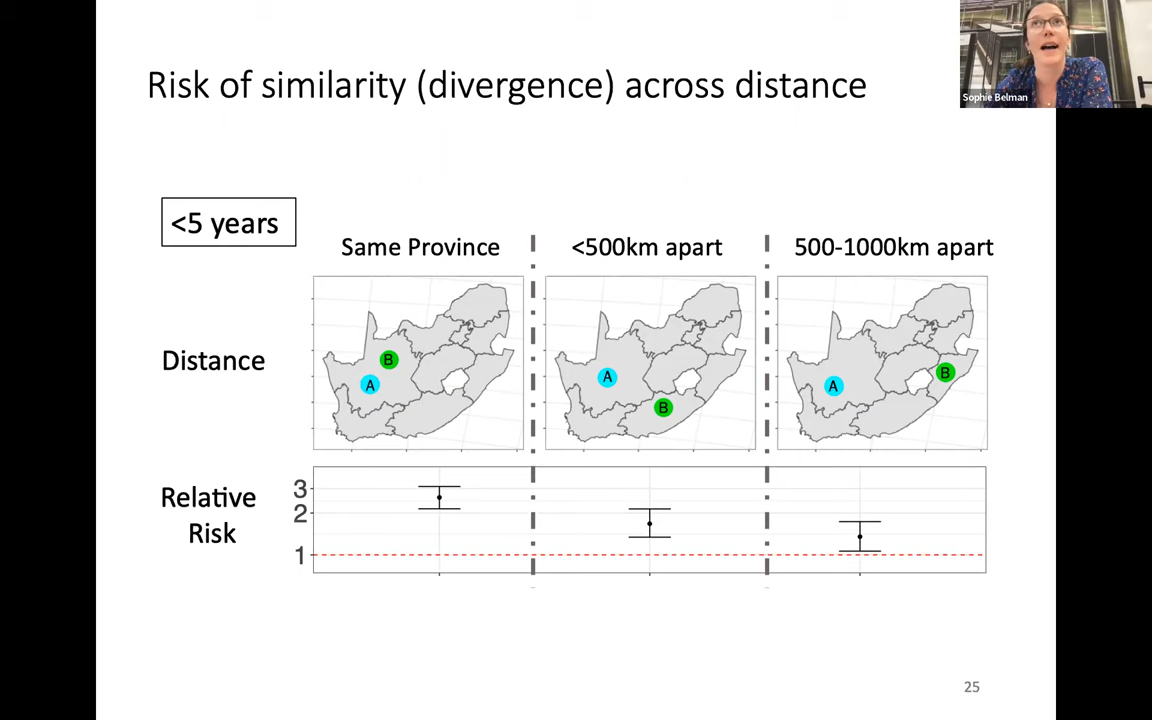 Risk of similarity (divergence) across distance
Sophie Belman
<5 years
Same Province
<500km apart
500-1000km apart
Distance
B
A
A
B
A
B
Relative
Risk
3
2
1
25